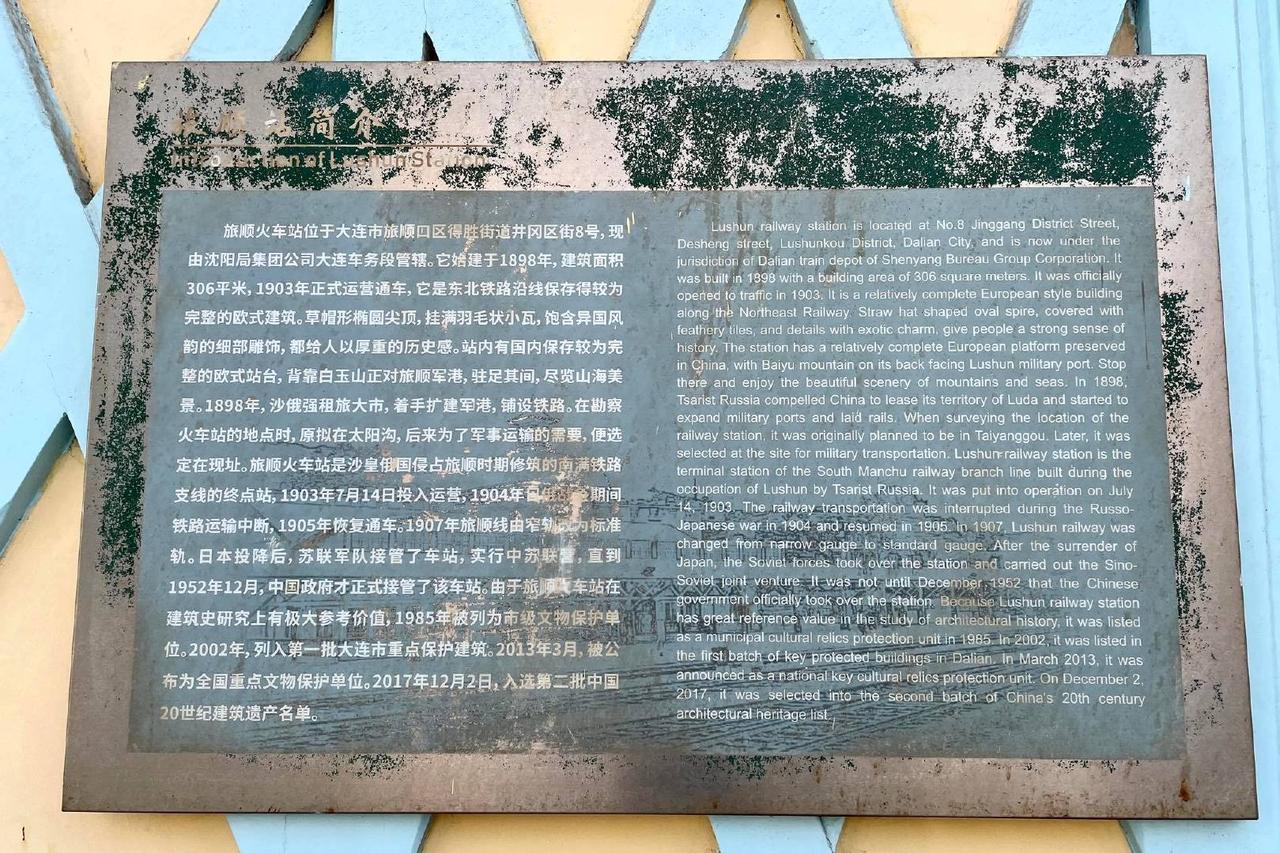 旅顺站简介
Introduction of Lushun Station
旅顺火车站位于大连市旅顺口区得胜街道井冈区街8号，现
由沈阳局集团公司大连车务段管辖。它始建于1898年，建筑面积
306平米，1903年正式运营通车，它是东北铁路沿线保存得较为
完整的欧式建筑。草帽形椭圆尖顶，挂满羽毛状小瓦，饱含异国风
韵的细部雕饰，都给人以厚重的历史感。站内有国内保存较为完
整的欧式站台，背靠白玉山正对旅顺军港，驻足其间，尽览山海美
景。1898年，沙俄强租旅大市，着手扩建军港，铺设铁路。在勘察
火车站的地点时，原拟在太阳沟，后来为了军事运输的需要，便选
定在现址。旅顺火车站是沙皇俄国侵占旅顺时期修筑的南满铁路
支线的终点站，1903年7月14日投入运营，1904年日俄战争期间
铁路运输中断，1905年恢复通车。1907年旅顺线由窄轨改为标准
轨。日本投降后，苏联军队接管了车站，实行中苏联营，直到
1952年12月，中国政府才正式接管了该车站。由于旅顺火车站在
建筑史研究上有极大参考价值，1985年被列为市级文物保护单
位。2002年，列入第一批大连市重点保护建筑。2013年3月，被公
布为全国重点文物保护单位。2017年12月2日，入选第二批中国
20世纪建筑遗产名单。
Lushun railway station is located at No.8 Jinggang District Street,
Desheng street, Lushunkou District, Dalian City, and is now under the
jurisdiction of Dalian train depot of Shenyang Bureau Group Corporation. It
was built in 1898 with a building area of 306 square meters. It was officially
opened to traffic in 1903. It is a relatively complete European style building
along the Northeast Railway. Straw hat shaped oval spire, covered with
feathery tiles, and details with exotic charm, give people a strong sense of
history. The station has a relatively complete European platform preserved
in China, with Baiyu mountain on its back facing Lushun military port. Stop
there and enjoy the beautiful scenery of mountains and seas. In 1898,
Tsarist Russia compelled China to lease its territory of Luda and started to
expand military ports and laid rails. When surveying the location of the
railway station, it was originally planned to be in Taiyanggou. Later, it was
selected at the site for military transportation. Lushun railway station is the
terminal station of the South Manchu railway branch line built during the
occupation of Lushun by Tsarist Russia. It was put into operation on July
14, 1903. The railway transportation was interrupted during the Russo-
Japanese war in 1904 and resumed in 1905. In 1907, Lushun railway was
changed from narrow gauge to standard gauge. After the surrender of
Japan, the Soviet forces took over the station and carried out the Sino-
Soviet joint venture. It was not until December 1952 that the Chinese
government officially took over the station. Because Lushun railway station
has great reference value in the study of architectural history, it was listed
as a municipal cultural relics protection unit in 1985. In 2002, it was listed in
the first batch of key protected buildings in Dalian. In March 2013, it was
announced as a national key cultural relics protection unit. On December 2,
2017, it was selected into the second batch of China's 20th century
architectural heritage list.